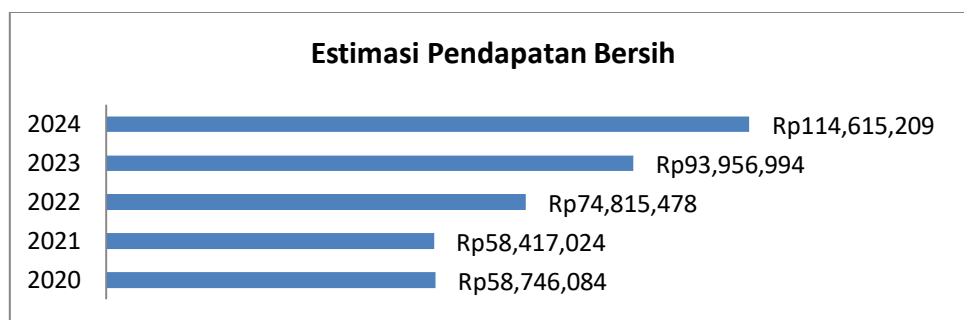 Estimasi Pendapatan Bersih
2024 Rp114,615,209
2023 Rp93,956,994
2022 Rp74,815,478
2021 Rp58,417,024
2020 Rp58,746,084